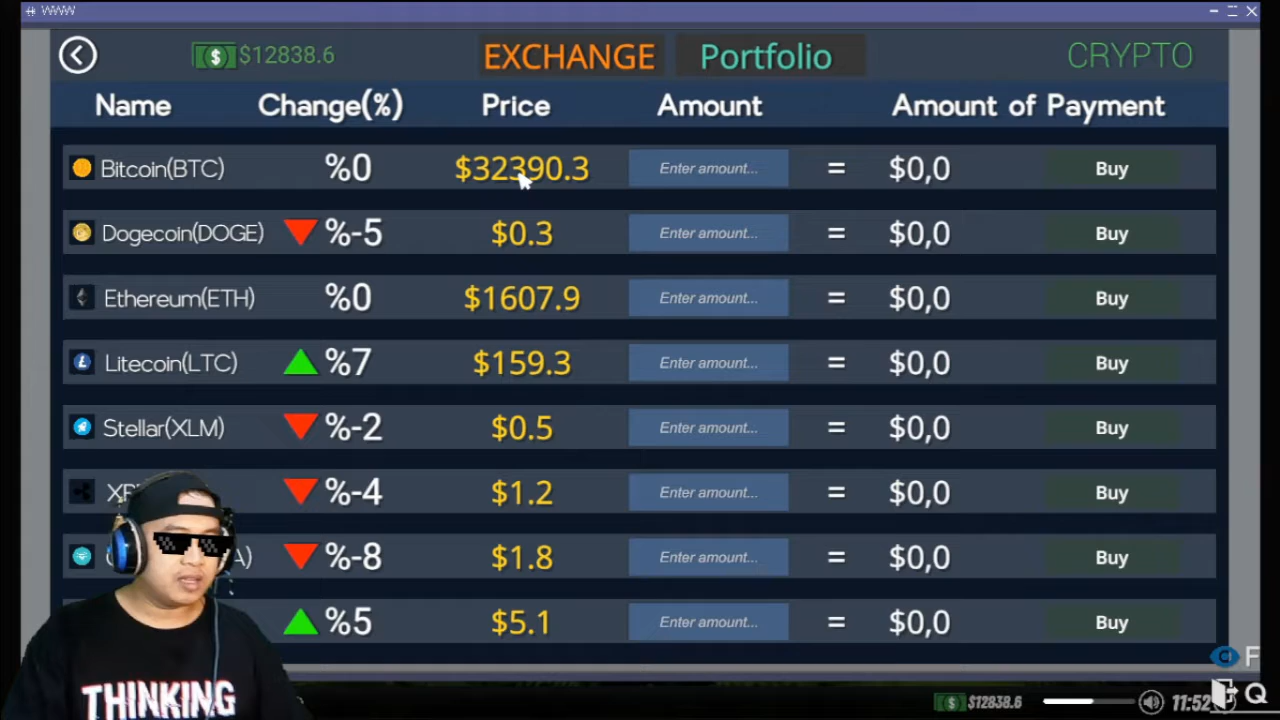 WWW
$12838.6 EXCHANGE Portfolio CRYPTO
Name Change(%) Price Amount Amount of Payment
Bitcoin(BTC) %0 $32390.3 Enter amount... = $0,0 Buy
Dogecoin(DOGE) %-5 $0.3 Enter amount... = $0,0 Buy
Ethereum(ETH) %0 $1607.9 Enter amount... = $0,0 Buy
Litecoin(LTC) %7 $159.3 Enter amount... = $0,0 Buy
Stellar(XLM) %-2 $0.5 Enter amount... = $0,0 Buy
%-4 $1.2 Enter amount... = $0,0 Buy
%-8 $1.8 Enter amount... = $0,0 Buy
%5 $5.1 Enter amount... = $0,0 Buy
F
$12838.6 11:52 Q
THINKING